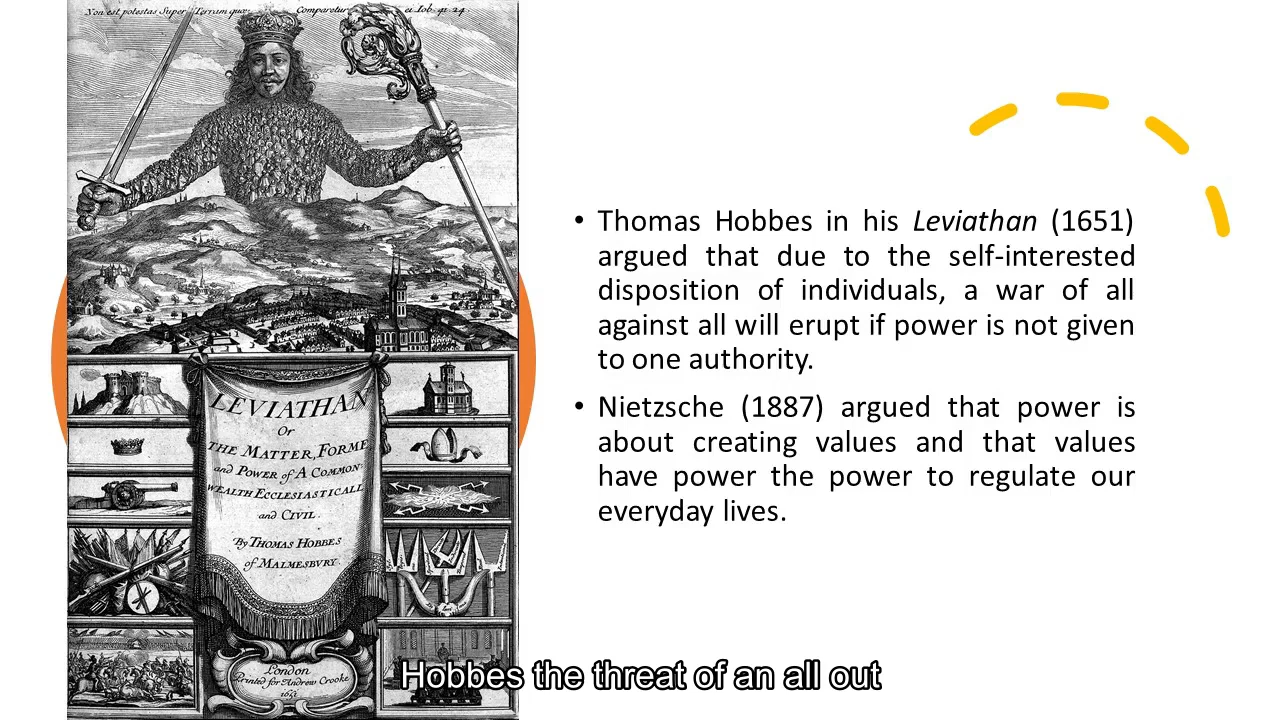 Non est potestas Super Terram quae Comparetur ei Iob. 41. 24
LEVIATHAN
Or
THE MATTER, FORME
and POWER of A COMMON-
WEALTH ECCLESIASTICALL
and CIVIL.
By THOMAS HOBBES
of MALMESBURY.
London
Printed for Andrew Crooke
1651
• Thomas Hobbes in his Leviathan (1651)
argued that due to the self-interested
disposition of individuals, a war of all
against all will erupt if power is not given
to one authority.
• Nietzsche (1887) argued that power is
about creating values and that values
have power the power to regulate our
everyday lives.
Hobbes the threat of an all out